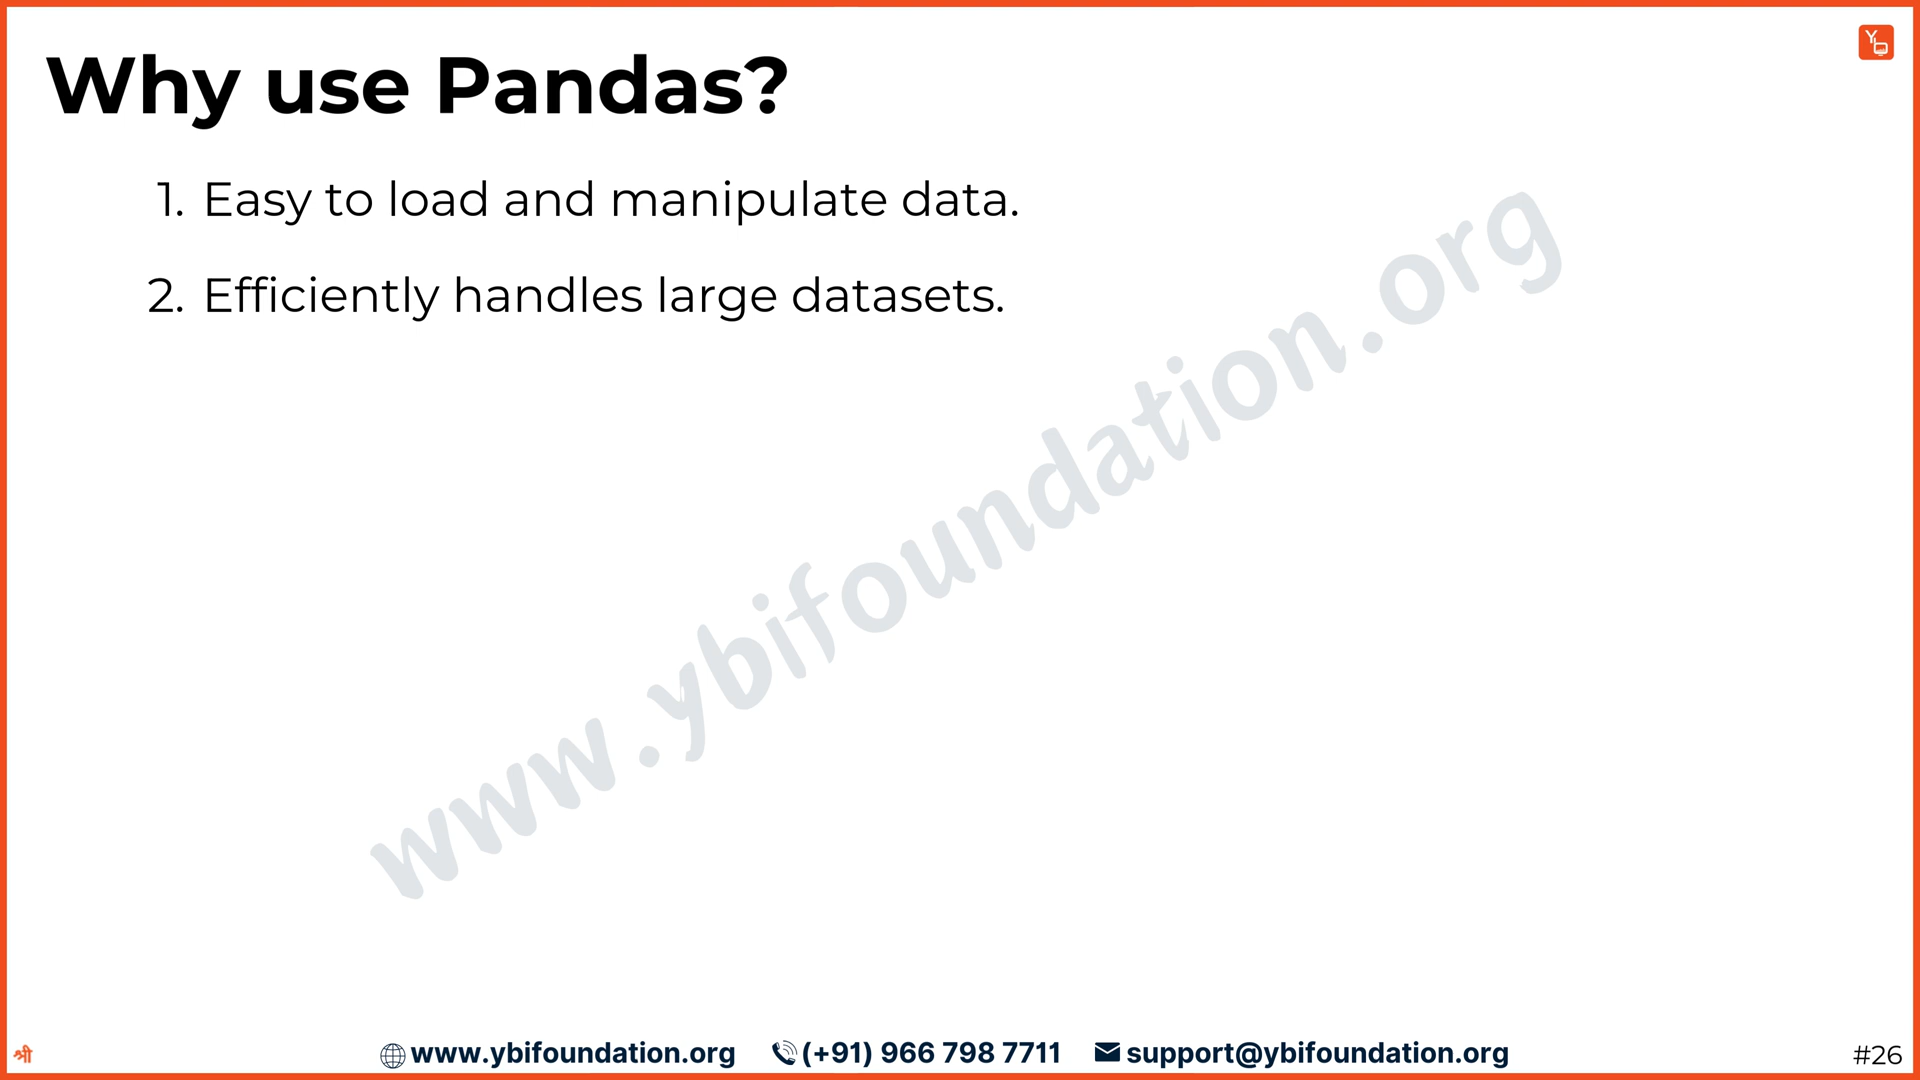 Why use Pandas?
1. Easy to load and manipulate data.
2. Efficiently handles large datasets.
www.ybifoundation.org
श्री
www.ybifoundation.org (+91) 966 798 7711 support@ybifoundation.org
#26